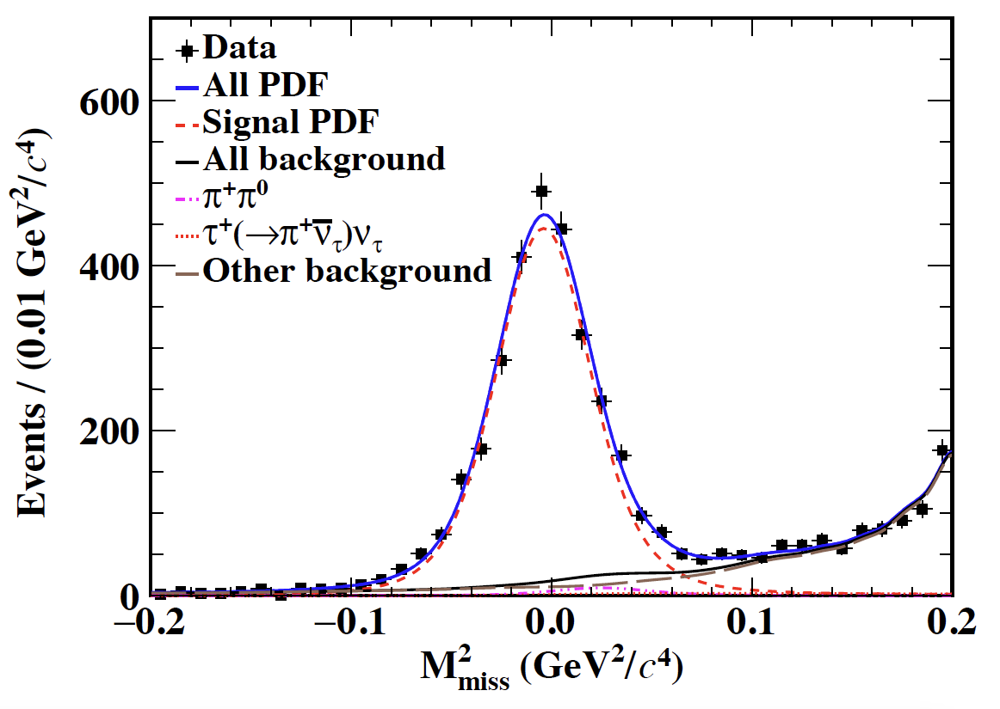 Data
All PDF
Signal PDF
All background
π⁺π⁰
τ⁺(→π⁺ν̅τ)ντ
Other background
Events / (0.01 GeV²/c⁴)
600
400
200
0
−0.2 −0.1 0.0 0.1 0.2
M²miss (GeV²/c⁴)